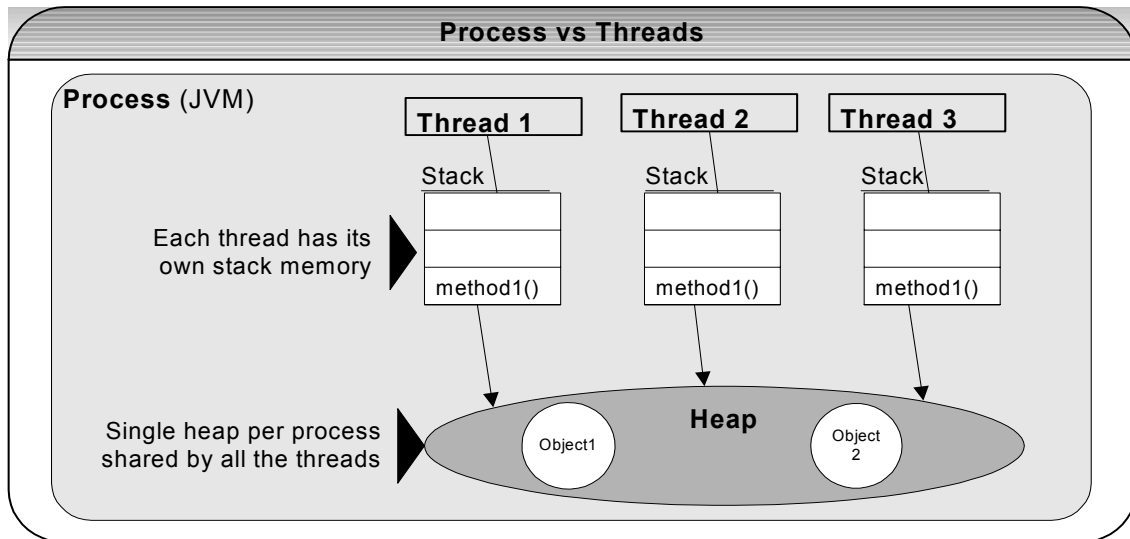 Process vs Threads
Process (JVM)
Thread 1
Thread 2
Thread 3
Stack
Stack
Stack
Each thread has its
own stack memory
method1()
method1()
method1()
Single heap per process
shared by all the threads
Heap
Object1
Object
2